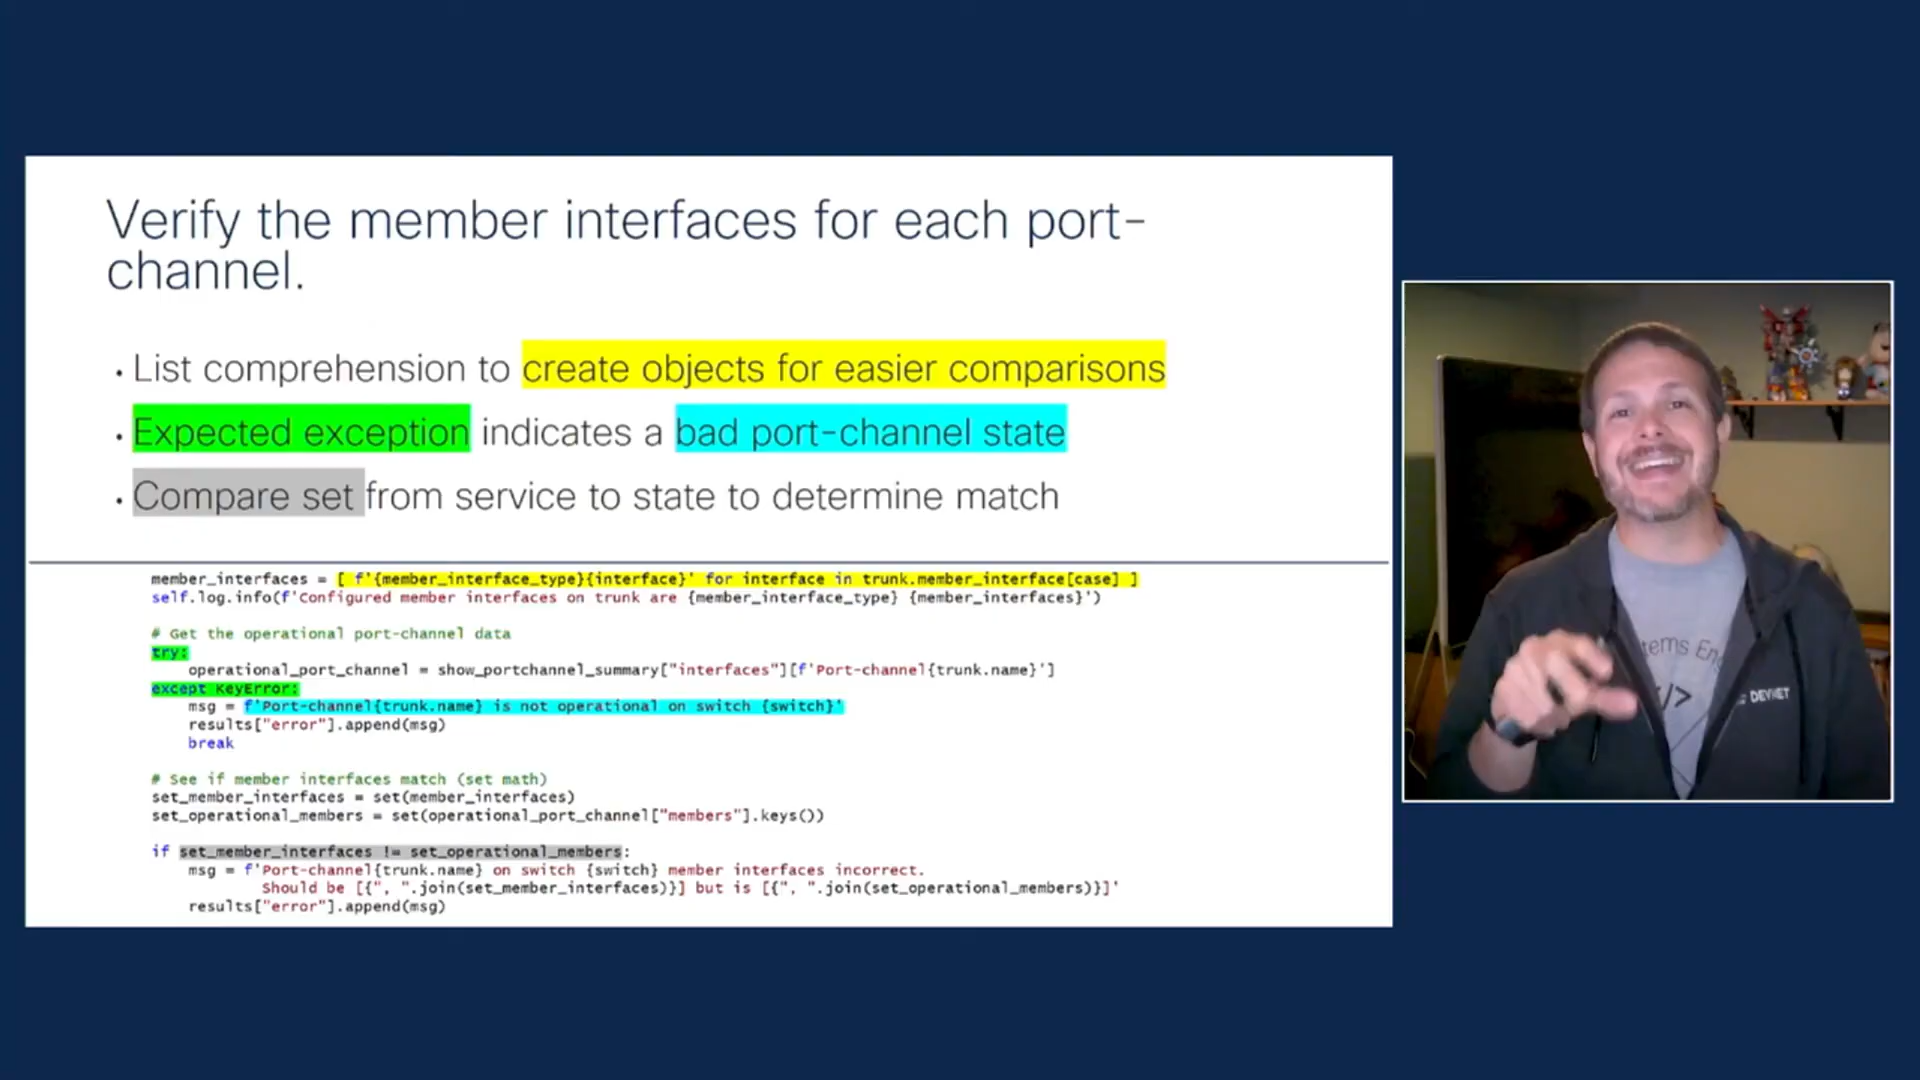 Verify the member interfaces for each port-
channel.
• List comprehension to create objects for easier comparisons
• Expected exception indicates a bad port-channel state
• Compare set from service to state to determine match
member_interfaces = [ f'{member_interface_type}{interface}' for interface in trunk.member_interface[case] ]
self.log.info(f'Configured member interfaces on trunk are {member_interface_type} {member_interfaces}')
# Get the operational port-channel data
try:
    operational_port_channel = show_portchannel_summary["interfaces"][f'Port-channel{trunk.name}']
except KeyError:
    msg = f'Port-channel{trunk.name} is not operational on switch {switch}'
    results["error"].append(msg)
    break
# See if member interfaces match (set math)
set_member_interfaces = set(member_interfaces)
set_operational_members = set(operational_port_channel["members"].keys())
if set_member_interfaces != set_operational_members:
    msg = f'Port-channel{trunk.name} on switch {switch} member interfaces incorrect.
            Should be [{", ".join(set_member_interfaces)}] but is [{", ".join(set_operational_members)}]'
    results["error"].append(msg)
</>
DEVNET